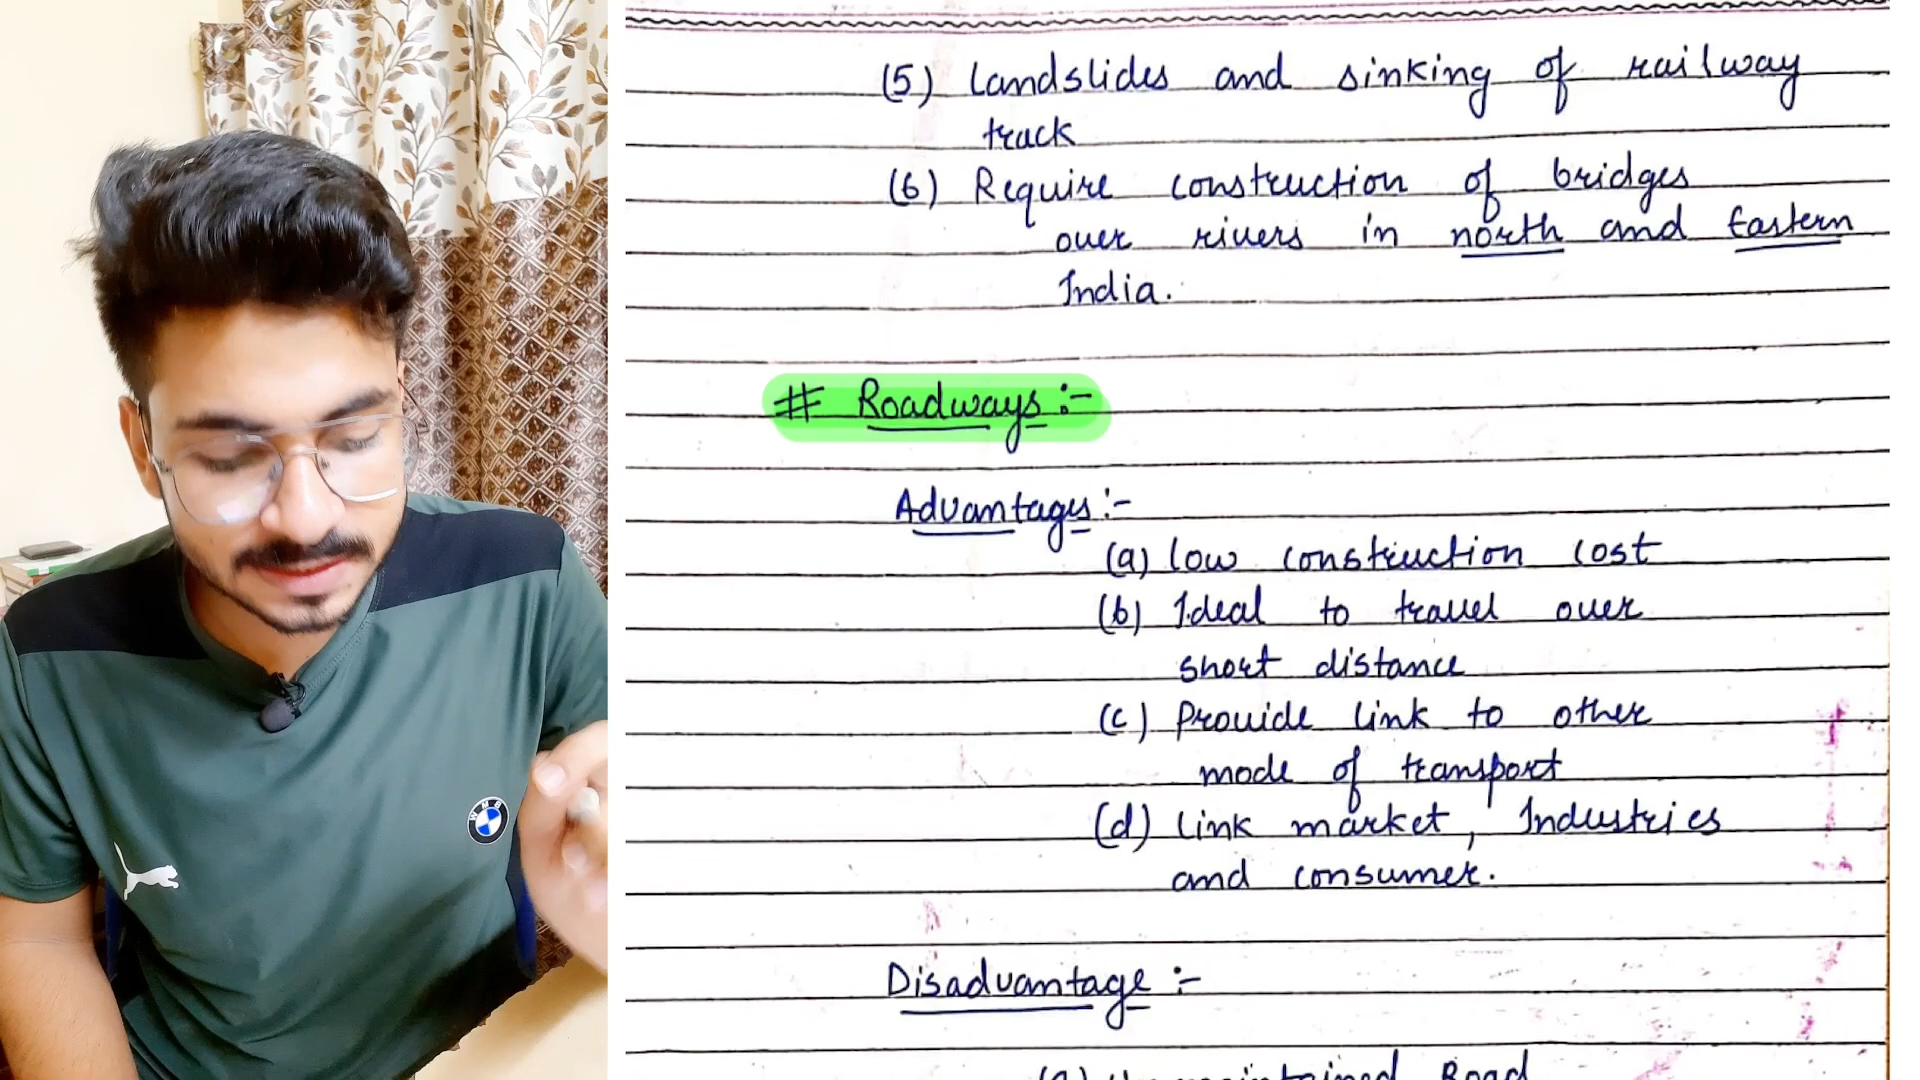 (5) Landslides and sinking of railway
track
(6) Require construction of bridges
over rivers in north and Eastern
India.
# Roadways :-
Advantages :-
(a) Low construction cost
(b) Ideal to travel over
short distance
(c) Provide link to other
mode of transport
(d) Link market, Industries
and consumer.
Disadvantage :-
Road
BMW